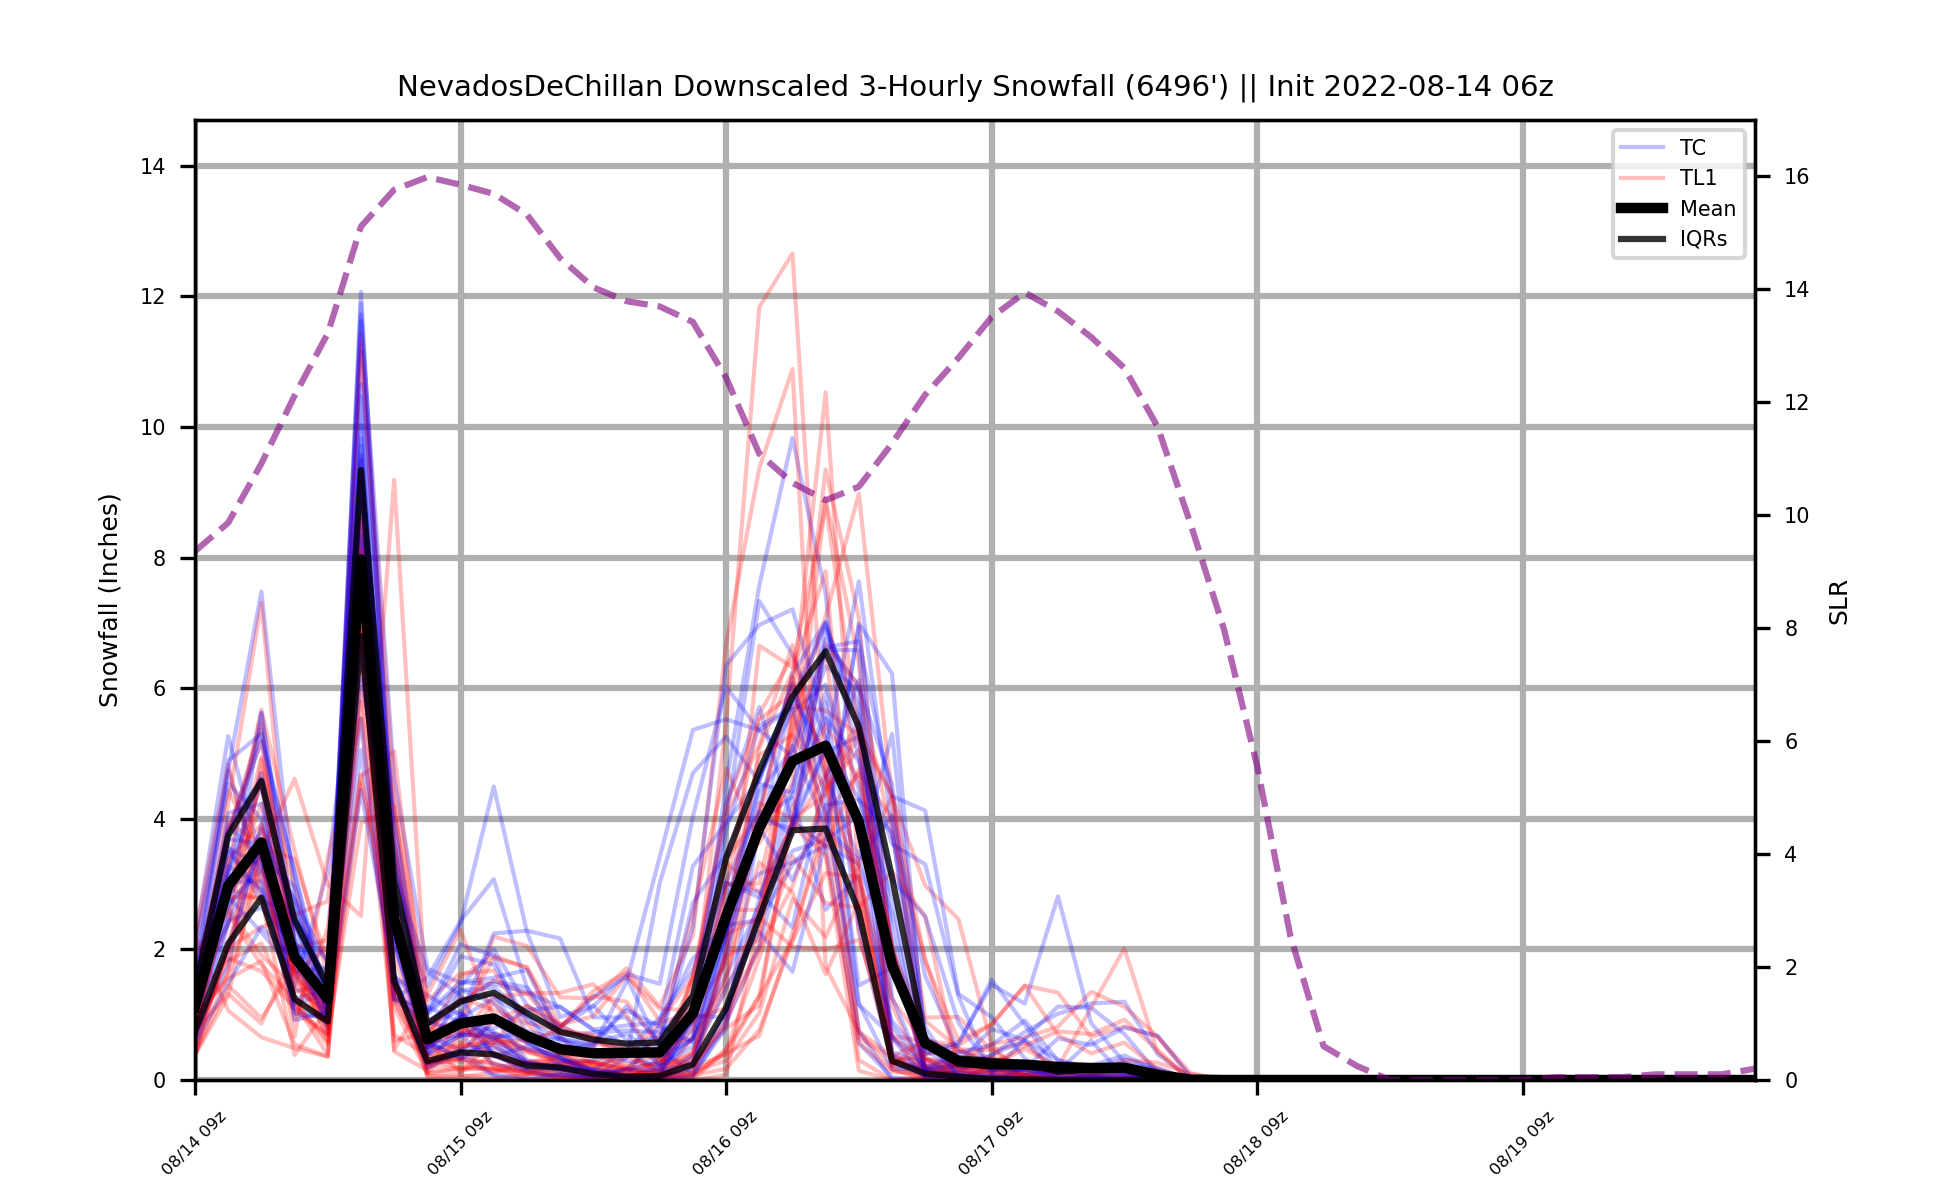 NevadosDeChillan Downscaled 3-Hourly Snowfall (6496') || Init 2022-08-14 06z
TC
TL1
Mean
IQRs
14
12
10
8
6
4
2
0
Snowfall (Inches)
16
14
12
10
8
6
4
2
0
SLR
08/14 09z
08/15 09z
08/16 09z
08/17 09z
08/18 09z
08/19 09z